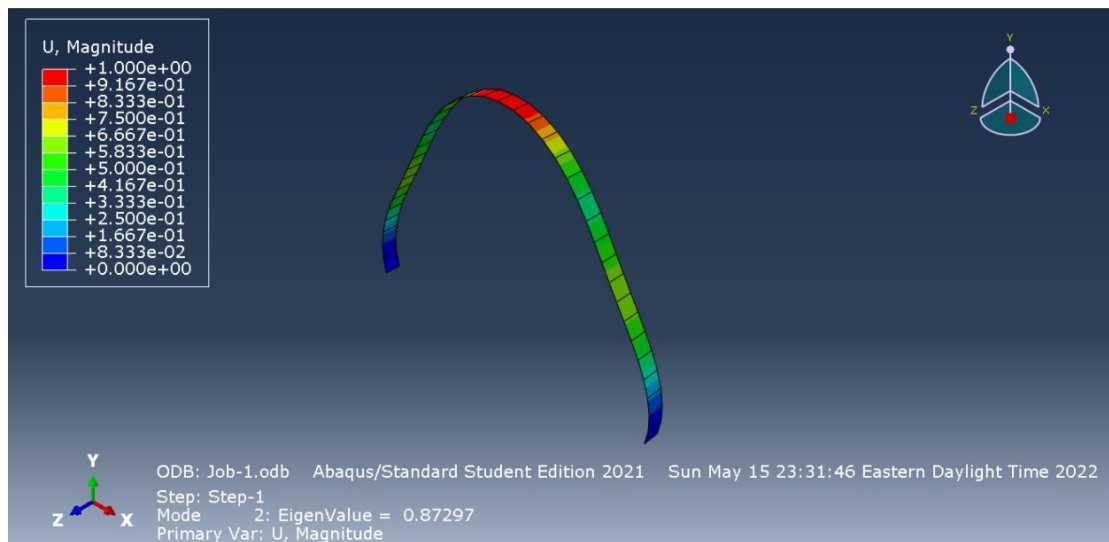 U, Magnitude
+1.000e+00
+9.167e-01
+8.333e-01
+7.500e-01
+6.667e-01
+5.833e-01
+5.000e-01
+4.167e-01
+3.333e-01
+2.500e-01
+1.667e-01
+8.333e-02
+0.000e+00
Y
Z X
Y
Z X
ODB: Job-1.odb Abaqus/Standard Student Edition 2021 Sun May 15 23:31:46 Eastern Daylight Time 2022
Step: Step-1
Mode 2: EigenValue = 0.87297
Primary Var: U, Magnitude